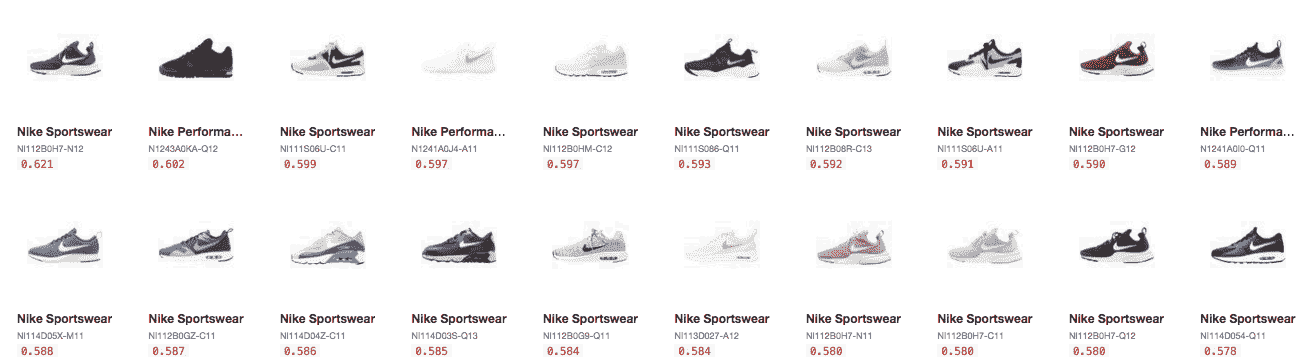 Nike Sportswear Nike Performa... Nike Sportswear Nike Performa... Nike Sportswear Nike Sportswear Nike Sportswear Nike Sportswear Nike Sportswear Nike Performa...
NI112B0H7-N12 N1243A0KA-Q12 NI111S06U-C11 N1241A0J4-A11 NI112B0HM-C12 NI111S086-Q11 NI112B08R-C13 NI111S06U-A11 NI112B0H7-G12 N1241A0I0-Q11
0.621 0.602 0.599 0.597 0.597 0.593 0.592 0.591 0.590 0.589
Nike Sportswear Nike Sportswear Nike Sportswear Nike Sportswear Nike Sportswear Nike Sportswear Nike Sportswear Nike Sportswear Nike Sportswear Nike Sportswear
NI114D05X-M11 NI112B0GZ-C11 NI114D04Z-C11 NI114D03S-Q13 NI112B0G9-Q11 NI113D027-A12 NI112B0H7-N11 NI112B0H7-C11 NI112B0H7-Q12 NI114D054-Q11
0.588 0.587 0.586 0.585 0.584 0.584 0.580 0.580 0.580 0.578